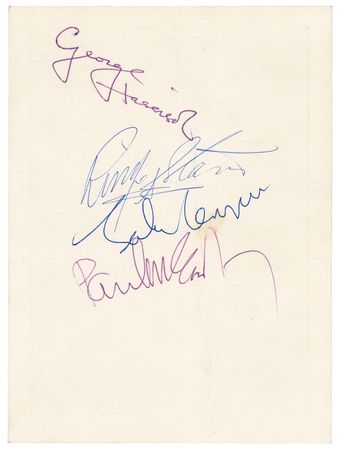 George Harrison
Ringo Starr
John Lennon
Paul McCartney